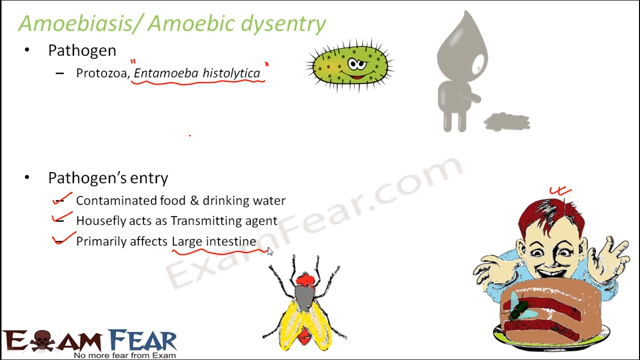 Amoebiasis/ Amoebic dysentry
• Pathogen
– Protozoa, "Entamoeba histolytica"
• Pathogen's entry
– Contaminated food & drinking water
– Housefly acts as Transmitting agent
– Primarily affects Large intestine
ExamFear.com
EXAM FEAR
No more fear from Exam